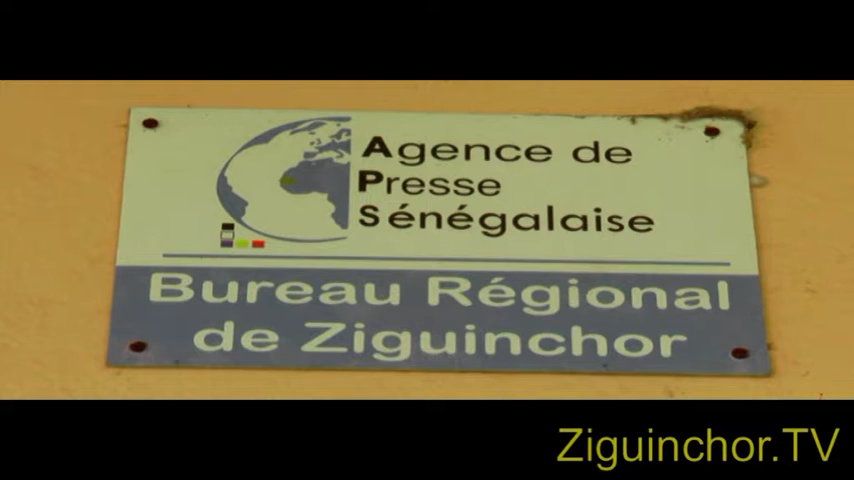 Agence de
Presse
Sénégalaise
Bureau Régional
de Ziguinchor
Ziguinchor.TV